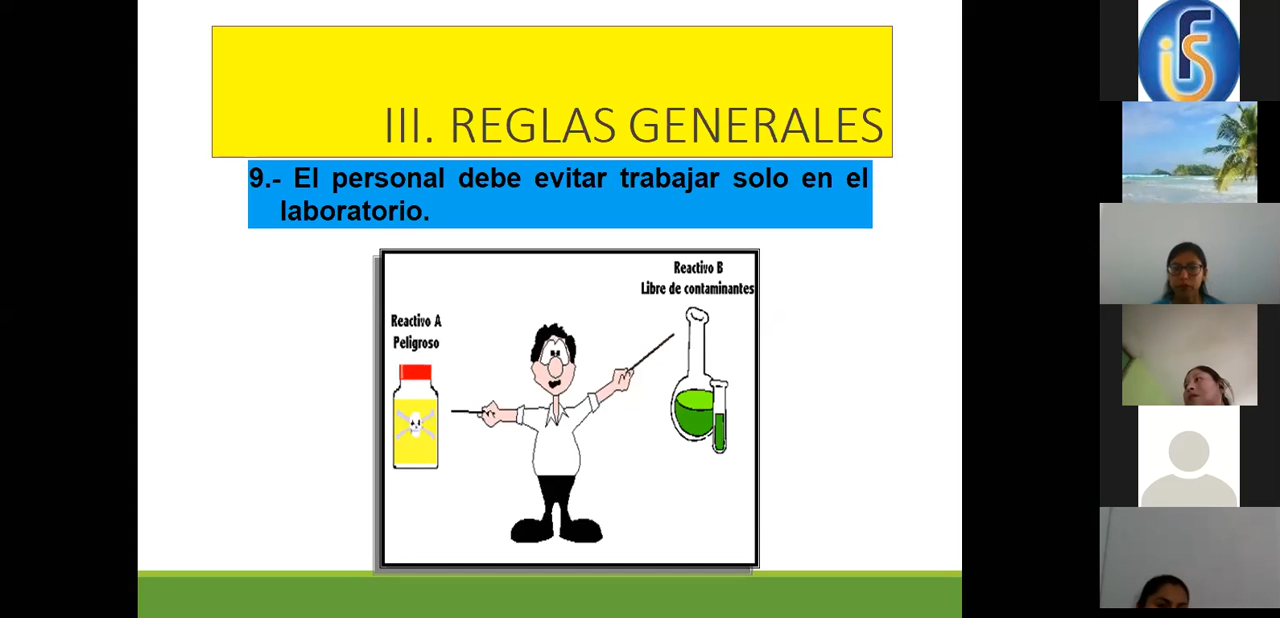 III. REGLAS GENERALES
9.- El personal debe evitar trabajar solo en el
laboratorio.
Reactivo B
Libre de contaminantes
Reactivo A
Peligroso
ifs